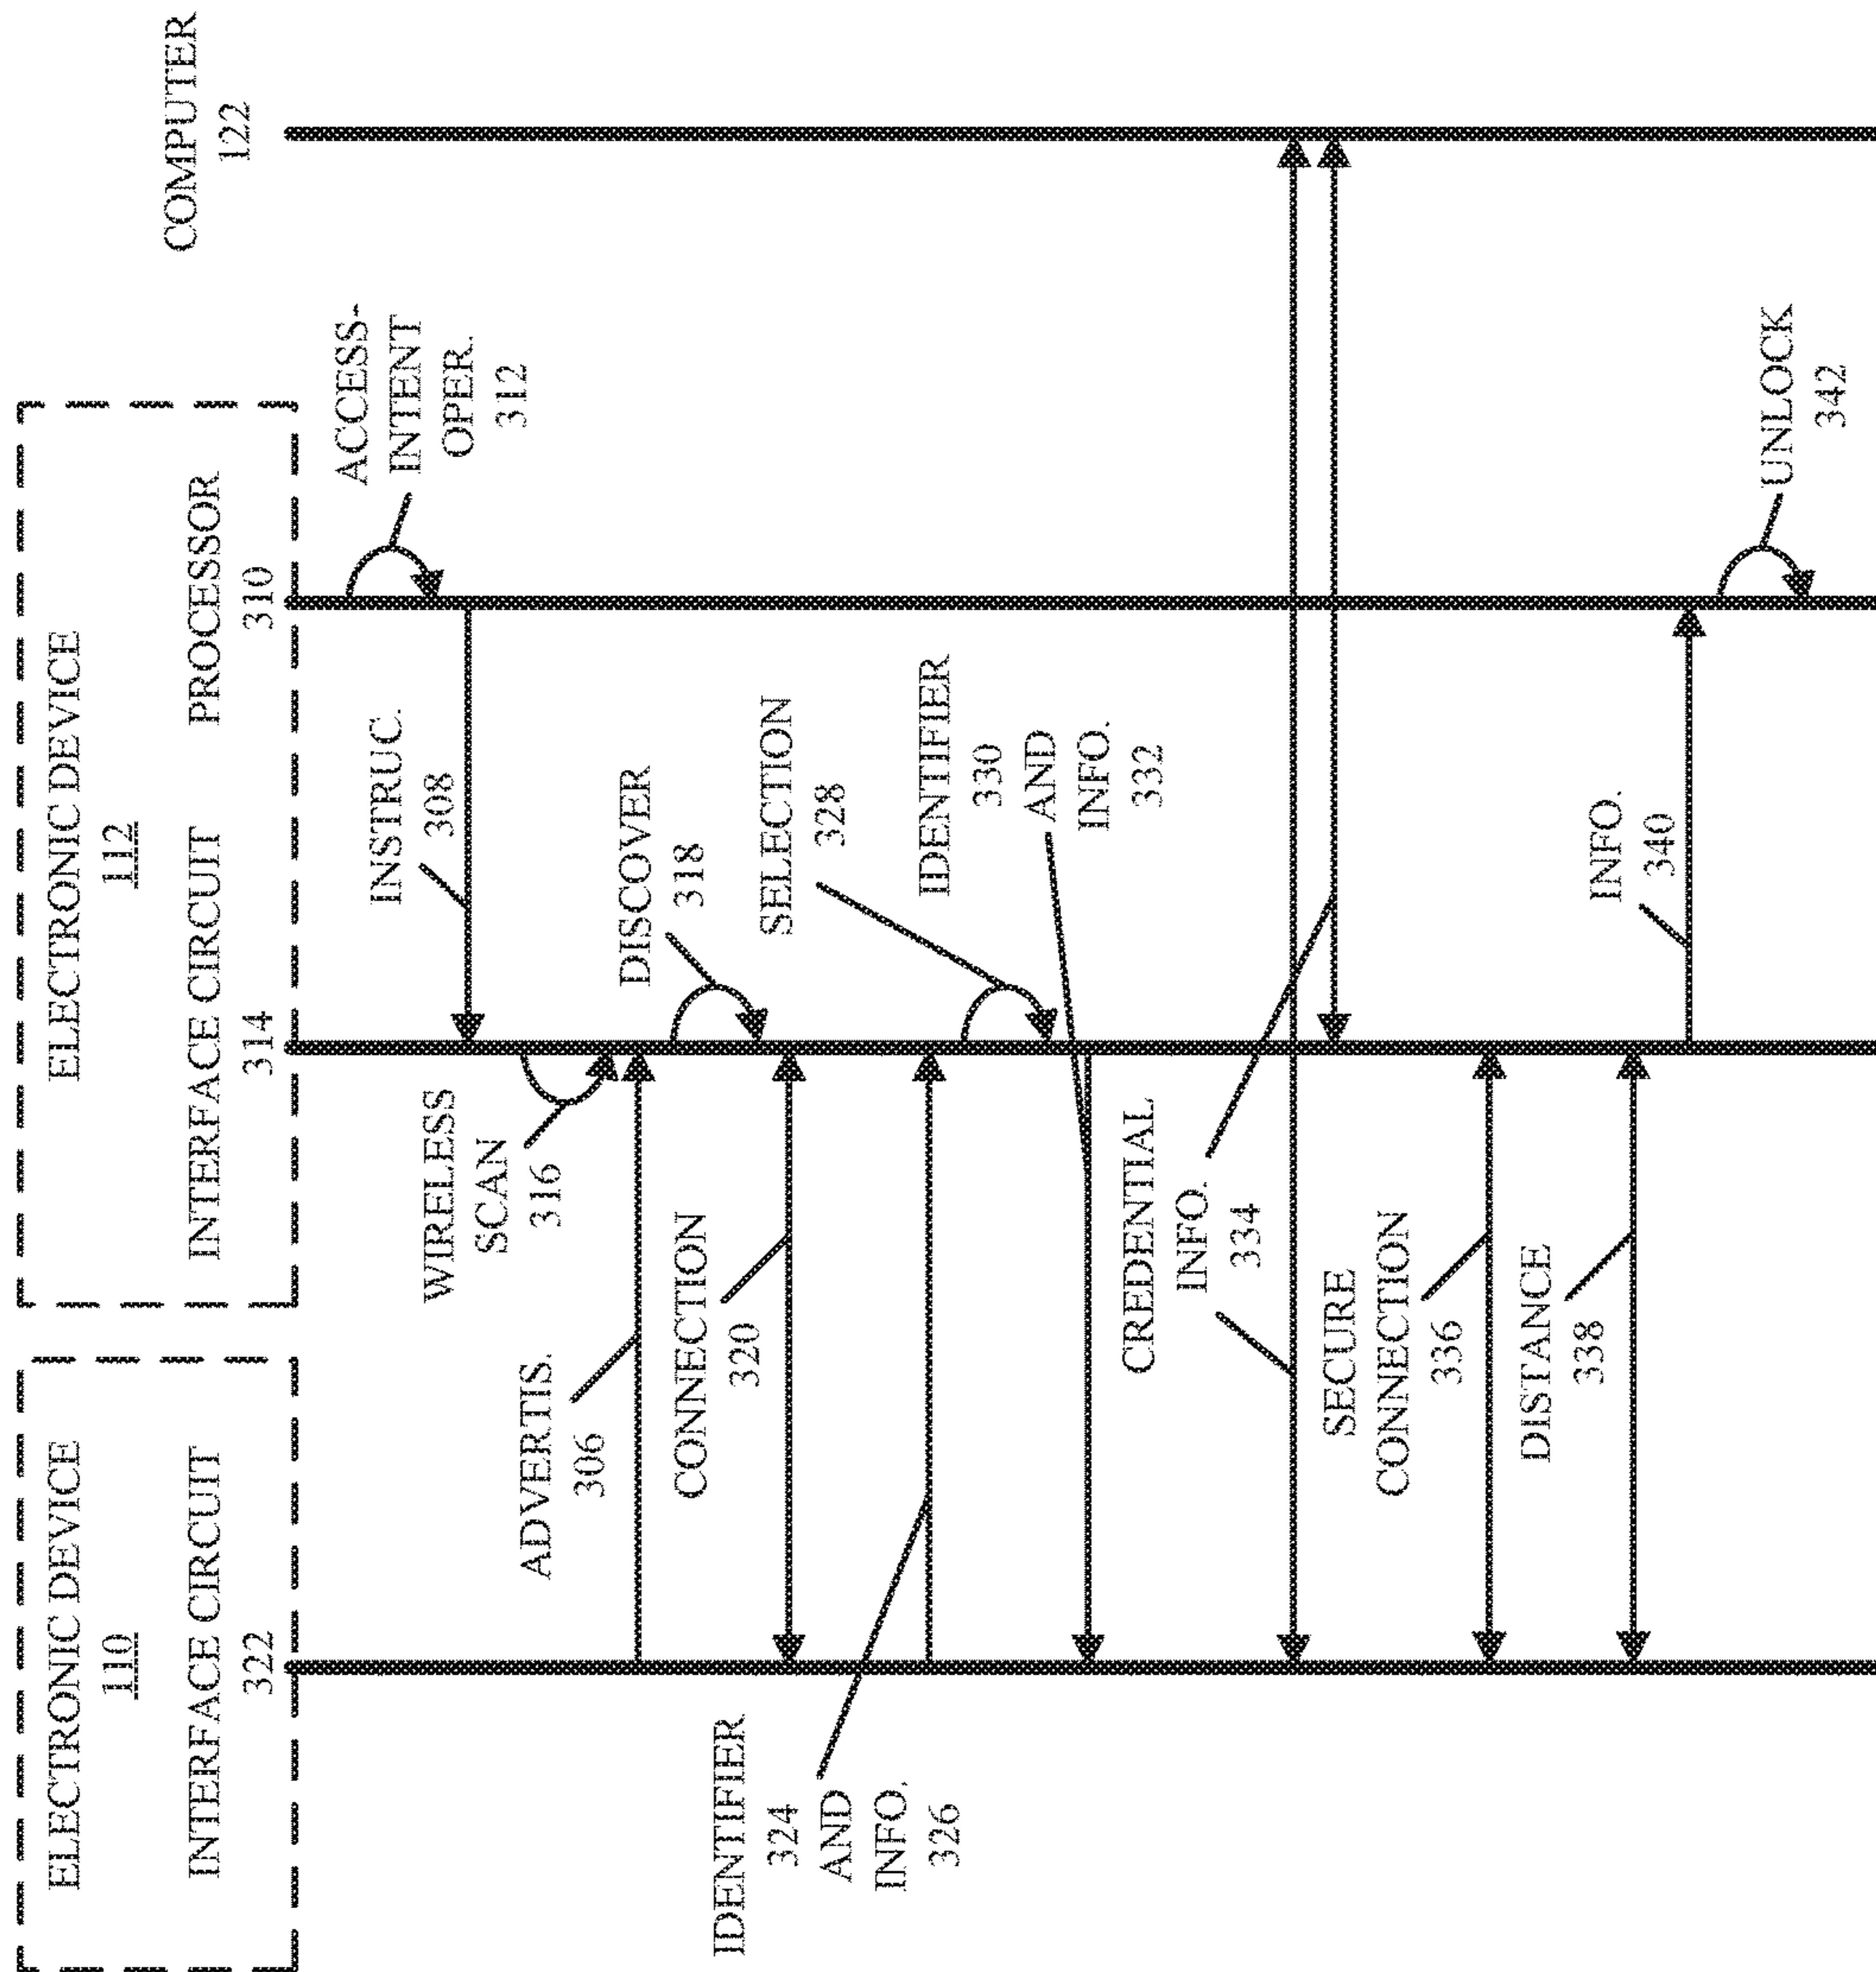 ELECTRONIC DEVICE
110
INTERFACE CIRCUIT
322
ELECTRONIC DEVICE
112
INTERFACE CIRCUIT
314
PROCESSOR
310
COMPUTER
122
ACCESS-
INTENT
OPER.
312
INSTRUC.
308
WIRELESS
SCAN
316
ADVERTIS.
306
DISCOVER
318
CONNECTION
320
IDENTIFIER
324
AND
INFO.
326
SELECTION
328
IDENTIFIER
330
AND
INFO.
332
CREDENTIAL
INFO.
334
SECURE
CONNECTION
336
DISTANCE
338
INFO.
340
UNLOCK
342